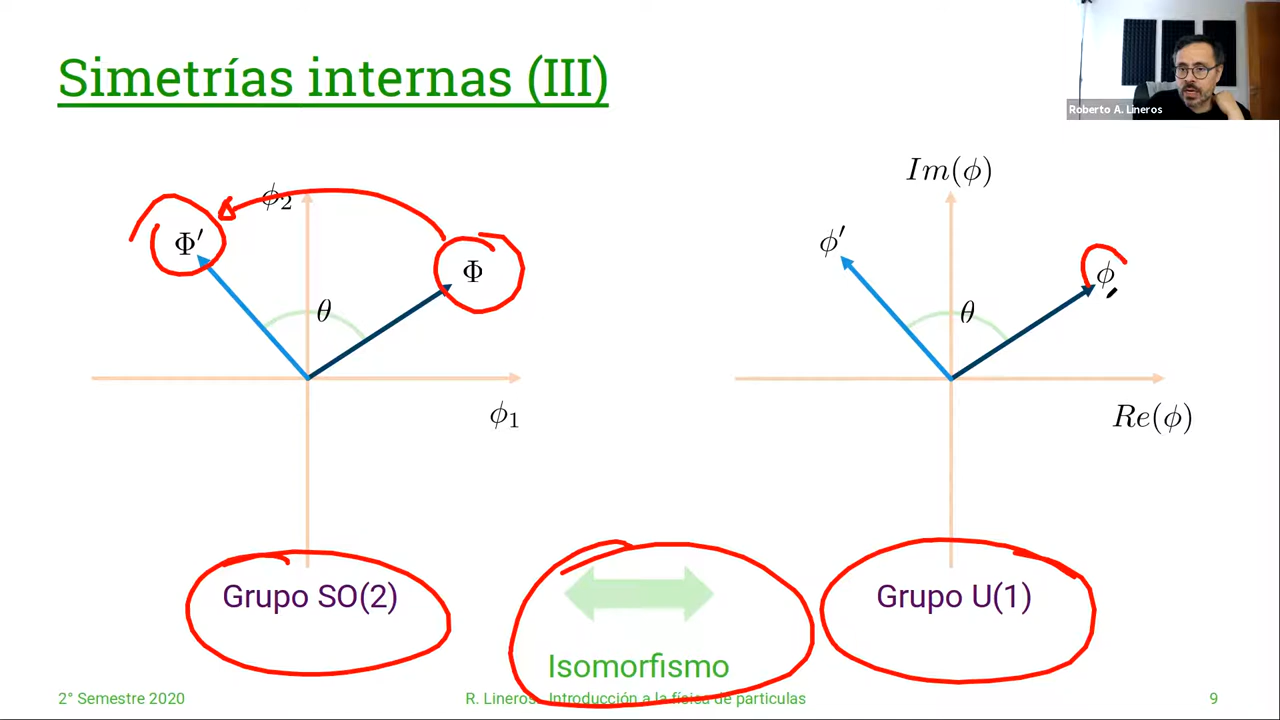 Simetrías internas (III)
Roberto A. Lineros
ϕ₂
Φ′
Φ
θ
ϕ₁
Im(ϕ)
ϕ′
ϕ
θ
Re(ϕ)
Grupo SO(2)
Grupo U(1)
Isomorfismo
2° Semestre 2020
R. Lineros - Introducción a la física de particulas
9